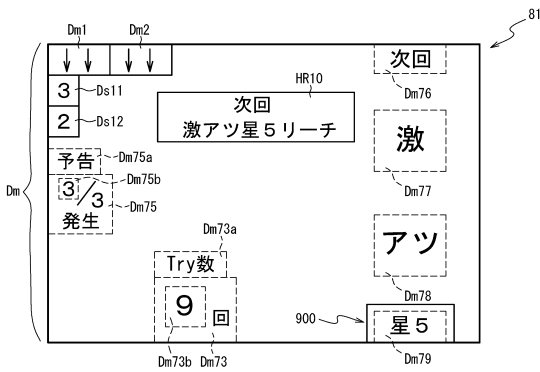 81
Dm1
Dm2
次回
Dm76
HR10
次回
激アツ星5リーチ
3
Ds11
2
Ds12
激
Dm77
予告
Dm75a
Dm75b
3/3
Dm75
発生
Dm
Dm73a
Try数
9
回
Dm73b
Dm73
アツ
Dm78
900
星5
Dm79